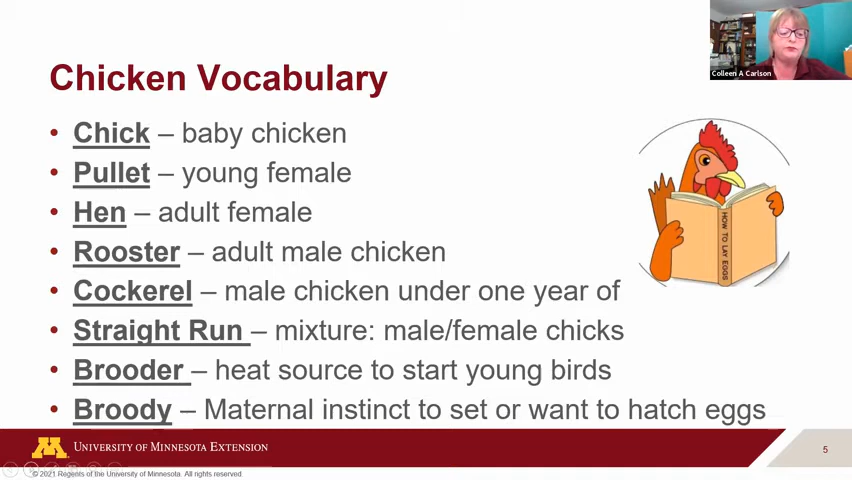 Colleen A Carlson
Chicken Vocabulary
• Chick – baby chicken
• Pullet – young female
• Hen – adult female
• Rooster – adult male chicken
• Cockerel – male chicken under one year of
• Straight Run – mixture: male/female chicks
• Brooder – heat source to start young birds
• Broody – Maternal instinct to set or want to hatch eggs
HOW TO LAY EGGS
M UNIVERSITY OF MINNESOTA EXTENSION
5
© 2021 Regents of the University of Minnesota. All rights reserved.